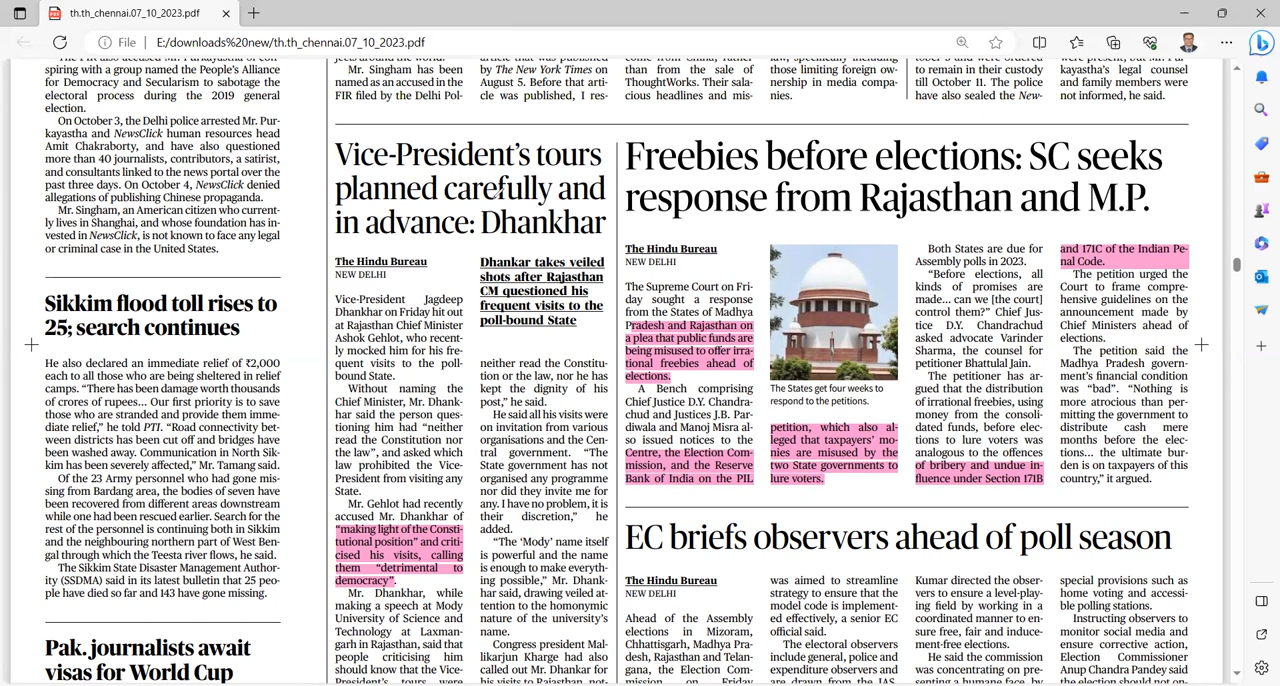 th.th_chennai.07_10_2023.pdf
File
E:/downloads%20new/th.th_chennai.07_10_2023.pdf
spiring with a group named the People's Alliance
for Democracy and Secularism to sabotage the
electoral process during the 2019 general
election.
On October 3, the Delhi police arrested Mr. Pur-
kayastha and NewsClick human resources head
Amit Chakraborty, and have also questioned
more than 40 journalists, contributors, a satirist,
and consultants linked to the news portal over the
past three days. On October 4, NewsClick denied
allegations of publishing Chinese propaganda.
Mr. Singham, an American citizen who current-
ly lives in Shanghai, and whose foundation has in-
vested in NewsClick, is not known to face any legal
or criminal case in the United States.
Sikkim flood toll rises to
25; search continues
He also declared an immediate relief of ₹2,000
each to all those who are being sheltered in relief
camps. “There has been damage worth thousands
of crores of rupees... Our first priority is to save
those who are stranded and provide them imme-
diate relief,” he told PTI. “Road connectivity bet-
ween districts has been cut off and bridges have
been washed away. Communication in North Sik-
kim has been severely affected,” Mr. Tamang said.
Of the 23 Army personnel who had gone mis-
sing from Bardang area, the bodies of seven have
been recovered from different areas downstream
while one had been rescued earlier. Search for the
rest of the personnel is continuing both in Sikkim
and the neighbouring northern part of West Ben-
gal through which the Teesta river flows, he said.
The Sikkim State Disaster Management Author-
ity (SSDMA) said in its latest bulletin that 25 peo-
ple have died so far and 143 have gone missing.
Pak. journalists await
visas for World Cup
Mr. Singham has been
named as an accused in the
FIR filed by the Delhi Pol-
by The New York Times on
August 5. Before that arti-
cle was published, I res-
than from the sale of
ThoughtWorks. Their sala-
cious headlines and mis-
those limiting foreign ow-
nership in media compa-
nies.
to remain in their custody
till October 11. The police
have also sealed the New-
kayastha's legal counsel
and family members were
not informed, he said.
Vice-President's tours
planned carefully and
in advance: Dhankhar
The Hindu Bureau
NEW DELHI
Vice-President Jagdeep
Dhankhar on Friday hit out
at Rajasthan Chief Minister
Ashok Gehlot, who recent-
ly mocked him for his fre-
quent visits to the poll-
bound State.
Without naming the
Chief Minister, Mr. Dhank-
har said the person ques-
tioning him had “neither
read the Constitution nor
the law”, and asked which
law prohibited the Vice-
President from visiting any
State.
Mr. Gehlot had recently
accused Mr. Dhankhar of
“making light of the Consti-
tutional position” and criti-
cised his visits, calling
them “detrimental to
democracy”.
Mr. Dhankhar, while
making a speech at Mody
University of Science and
Technology at Laxman-
garh in Rajasthan, said that
people criticising him
should know that the Vice-
President's tours were
Dhankar takes veiled
shots after Rajasthan
CM questioned his
frequent visits to the
poll-bound State
neither read the Constitu-
tion or the law, nor he has
kept the dignity of his
post,” he said.
He said all his visits were
on invitation from various
organisations and the Cen-
tral government. “The
State government has not
organised any programme
nor did they invite me for
any. I have no problem, it is
their discretion,” he
added.
“The ‘Mody’ name itself
is powerful and the name
is enough to make everyth-
ing possible,” Mr. Dhank-
har said, drawing veiled at-
tention to the homonymic
nature of the university's
name.
Congress president Mal-
likarjun Kharge had also
called out Mr. Dhankar for
his visits to Rajasthan, not-
Freebies before elections: SC seeks
response from Rajasthan and M.P.
The Hindu Bureau
NEW DELHI
The Supreme Court on Fri-
day sought a response
from the States of Madhya
Pradesh and Rajasthan on
a plea that public funds are
being misused to offer irra-
tional freebies ahead of
elections.
A Bench comprising
Chief Justice D.Y. Chandra-
chud and Justices J.B. Par-
diwala and Manoj Misra al-
so issued notices to the
Centre, the Election Com-
mission, and the Reserve
Bank of India on the PIL
The States get four weeks to
respond to the petitions.
petition, which also al-
leged that taxpayers' mo-
nies are misused by the
two State governments to
lure voters.
Both States are due for
Assembly polls in 2023.
“Before elections, all
kinds of promises are
made... can we [the court]
control them?” Chief Jus-
tice D.Y. Chandrachud
asked advocate Varinder
Sharma, the counsel for
petitioner Bhattulal Jain.
The petitioner has ar-
gued that the distribution
of irrational freebies, using
money from the consoli-
dated funds, before elec-
tions to lure voters was
analogous to the offences
of bribery and undue in-
fluence under Section 171B
and 171C of the Indian Pe-
nal Code.
The petition urged the
Court to frame compre-
hensive guidelines on the
announcement made by
Chief Ministers ahead of
elections.
The petition said the
Madhya Pradesh govern-
ment's financial condition
was “bad”. “Nothing is
more atrocious than per-
mitting the government to
distribute cash mere
months before the elec-
tions... the ultimate bur-
den is on taxpayers of this
country,” it argued.
EC briefs observers ahead of poll season
The Hindu Bureau
NEW DELHI
Ahead of the Assembly
elections in Mizoram,
Chhattisgarh, Madhya Pra-
desh, Rajasthan and Telan-
gana, the Election Com-
mission on Friday
was aimed to streamline
strategy to ensure that the
model code is implement-
ed effectively, a senior EC
official said.
The electoral observers
include general, police and
expenditure observers and
are drawn from the IAS,
Kumar directed the obser-
vers to ensure a level-play-
ing field by working in a
coordinated manner to en-
sure free, fair and induce-
ment-free elections.
He said the commission
was concentrating on pre-
senting a humane face, by
special provisions such as
home voting and accessi-
ble polling stations.
Instructing observers to
monitor social media and
ensure corrective action,
Election Commissioner
Anup Chandra Pandey said
the election should not on-